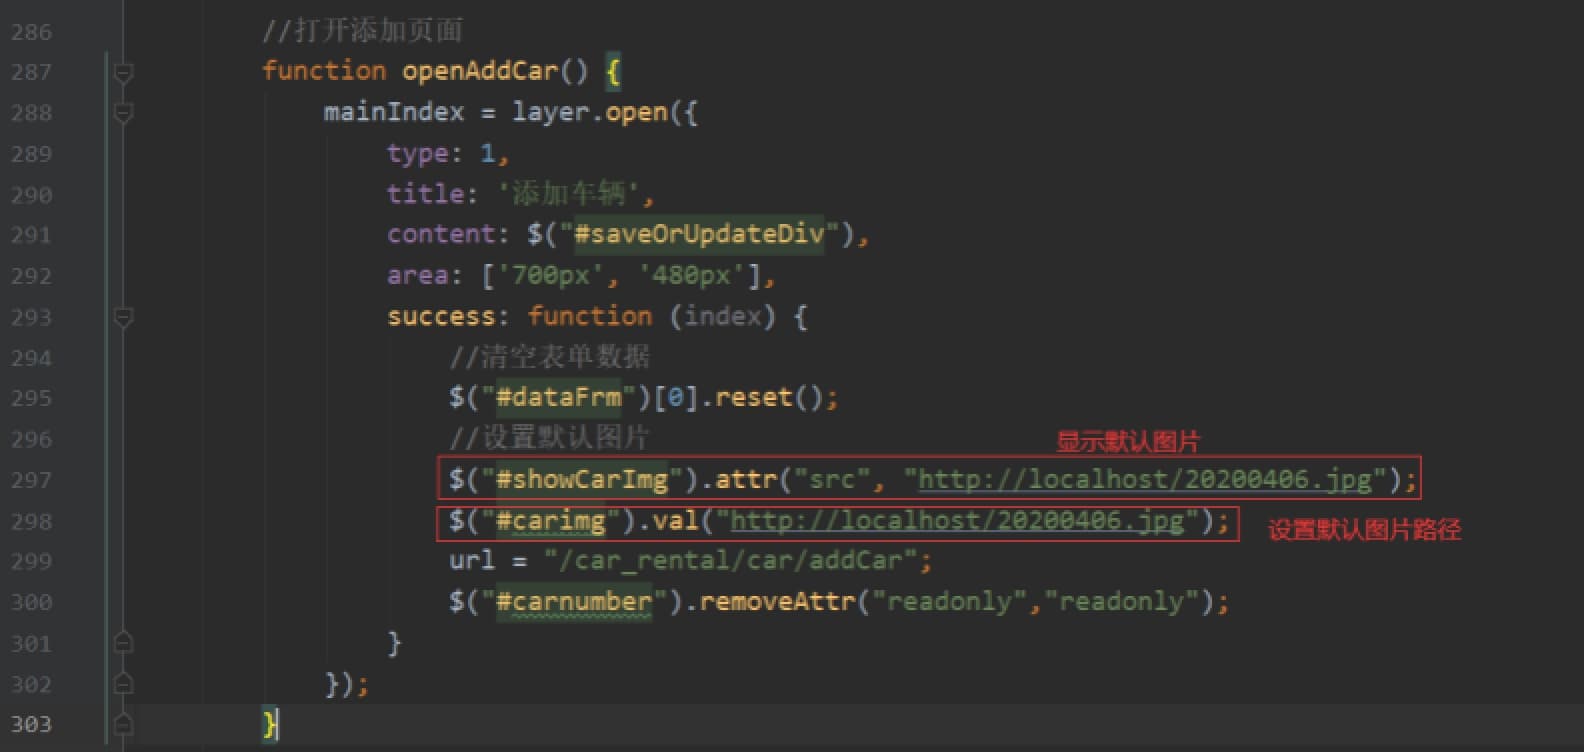 286 //打开添加页面
287 function openAddCar() {
288 mainIndex = layer.open({
289 type: 1,
290 title: '添加车辆',
291 content: $("#saveOrUpdateDiv"),
292 area: ['700px', '480px'],
293 success: function (index) {
294 //清空表单数据
295 $("#dataFrm")[0].reset();
296 //设置默认图片
显示默认图片
297 $("#showCarImg").attr("src", "http://localhost/20200406.jpg");
298 $("#carimg").val("http://localhost/20200406.jpg"); 设置默认图片路径
299 url = "/car_rental/car/addCar";
300 $("#carnumber").removeAttr("readonly","readonly");
301 }
302 });
303 }